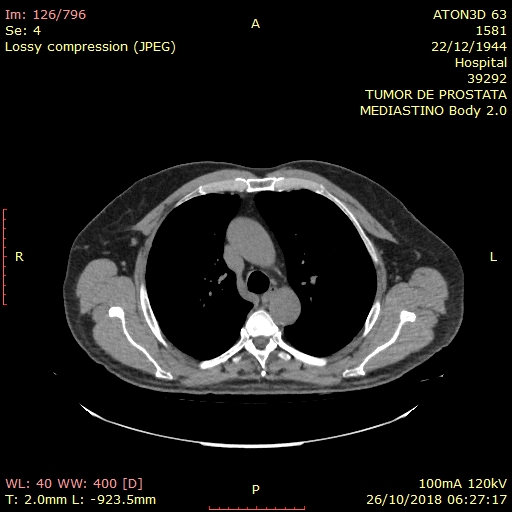 Im: 126/796
Se: 4
Lossy compression (JPEG)
A
ATON3D 63
1581
22/12/1944
Hospital
39292
TUMOR DE PROSTATA
MEDIASTINO Body 2.0
R
L
WL: 40 WW: 400 [D]
T: 2.0mm L: -923.5mm
P
100mA 120kV
26/10/2018 06:27:17